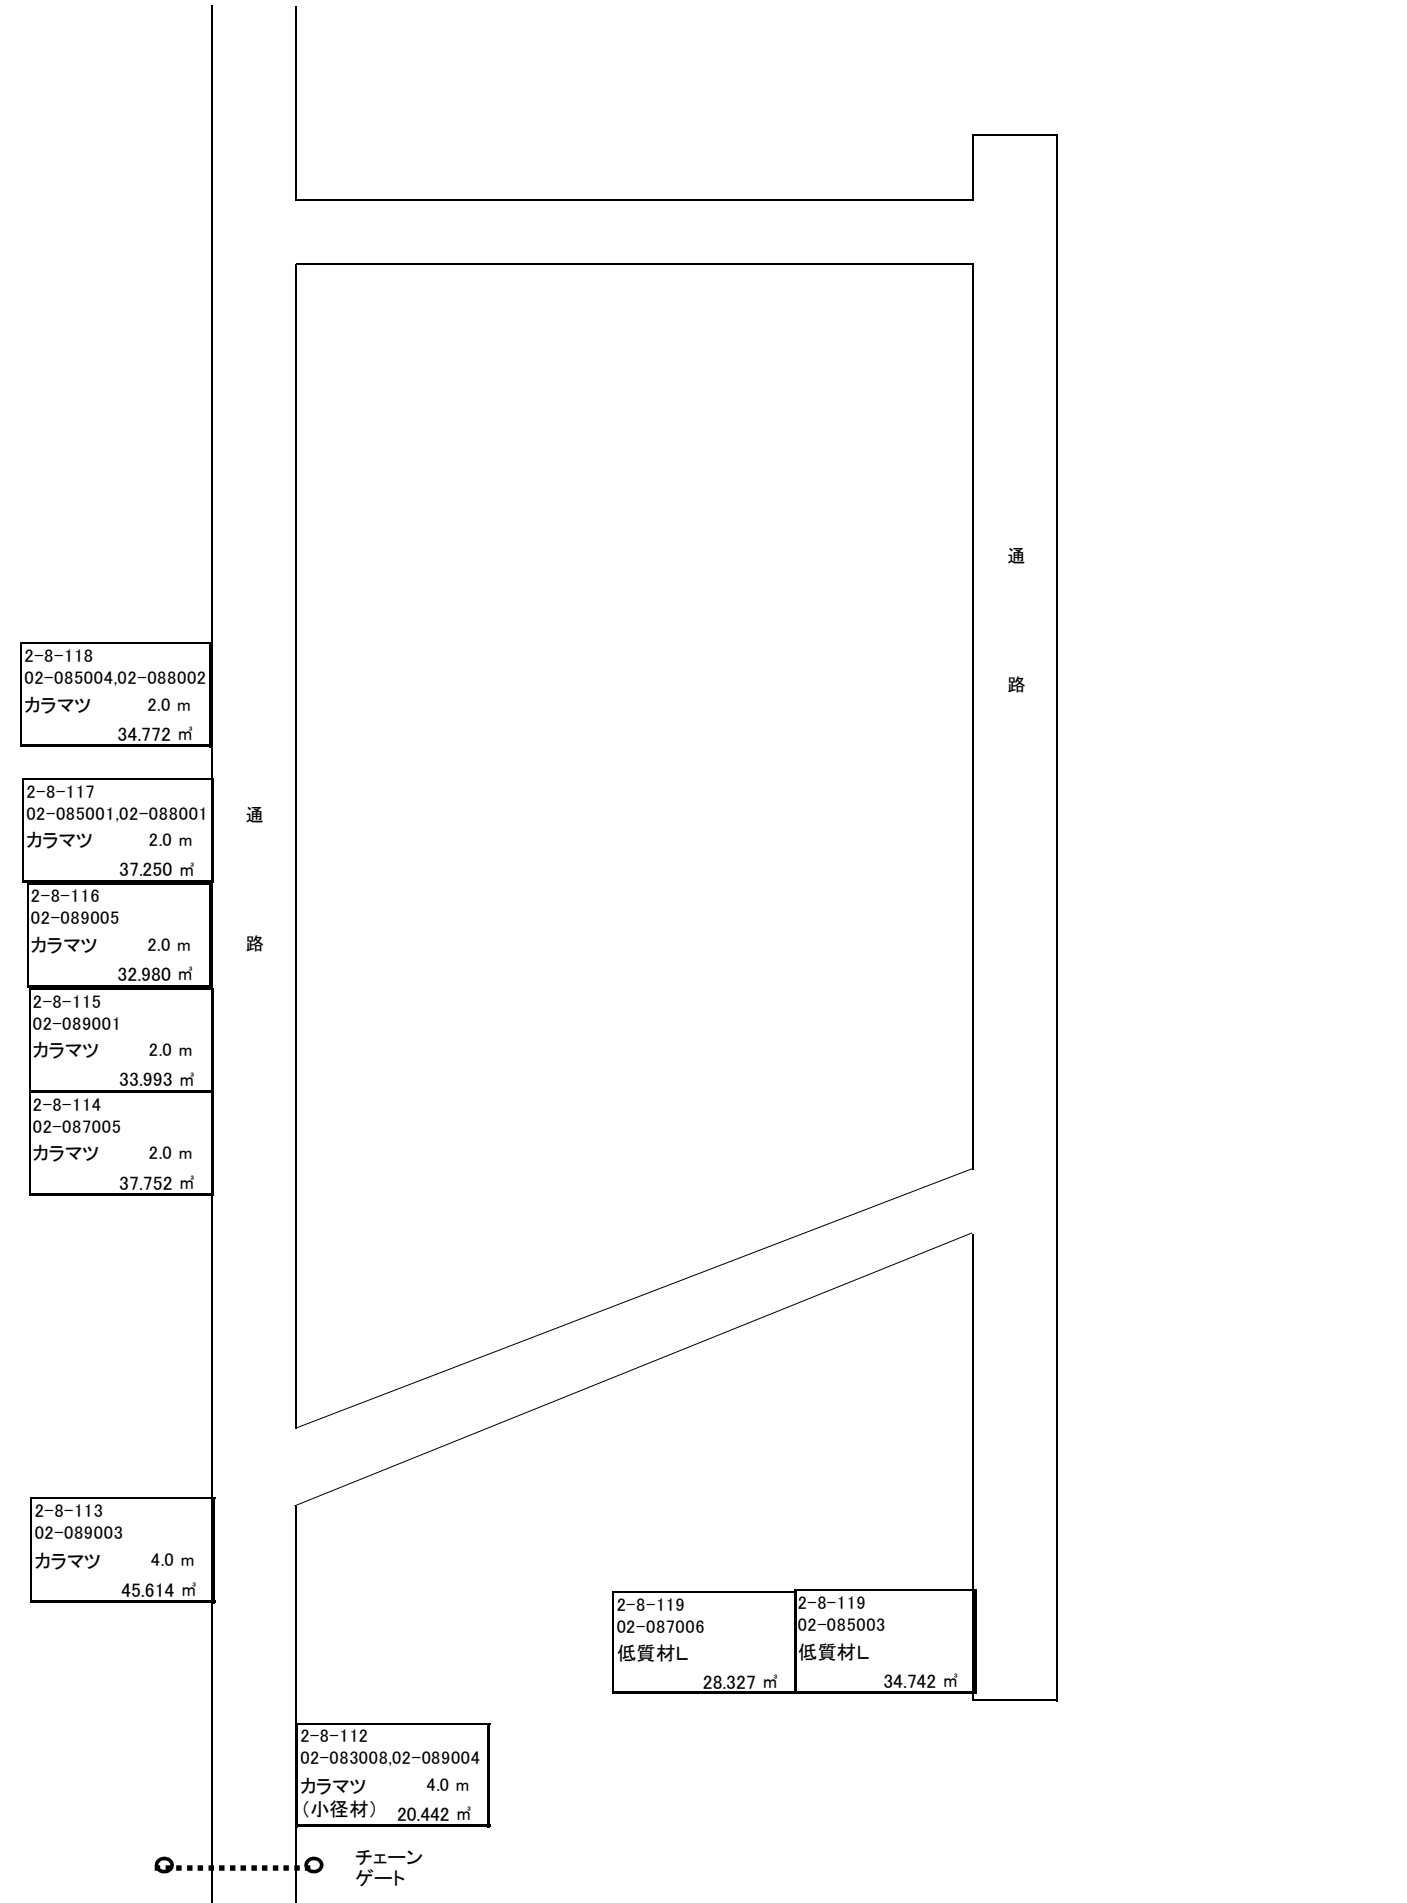 通
路
2-8-118
02-085004,02-088002
カラマツ 2.0 m
34.772 ㎥
2-8-117
02-085001,02-088001
カラマツ 2.0 m
37.250 ㎥
通
路
2-8-116
02-089005
カラマツ 2.0 m
32.980 ㎥
2-8-115
02-089001
カラマツ 2.0 m
33.993 ㎥
2-8-114
02-087005
カラマツ 2.0 m
37.752 ㎥
2-8-113
02-089003
カラマツ 4.0 m
45.614 ㎥
2-8-119
02-087006
低質材L
28.327 ㎥
2-8-119
02-085003
低質材L
34.742 ㎥
2-8-112
02-083008,02-089004
カラマツ 4.0 m
（小径材） 20.442 ㎥
チェーン
ゲート